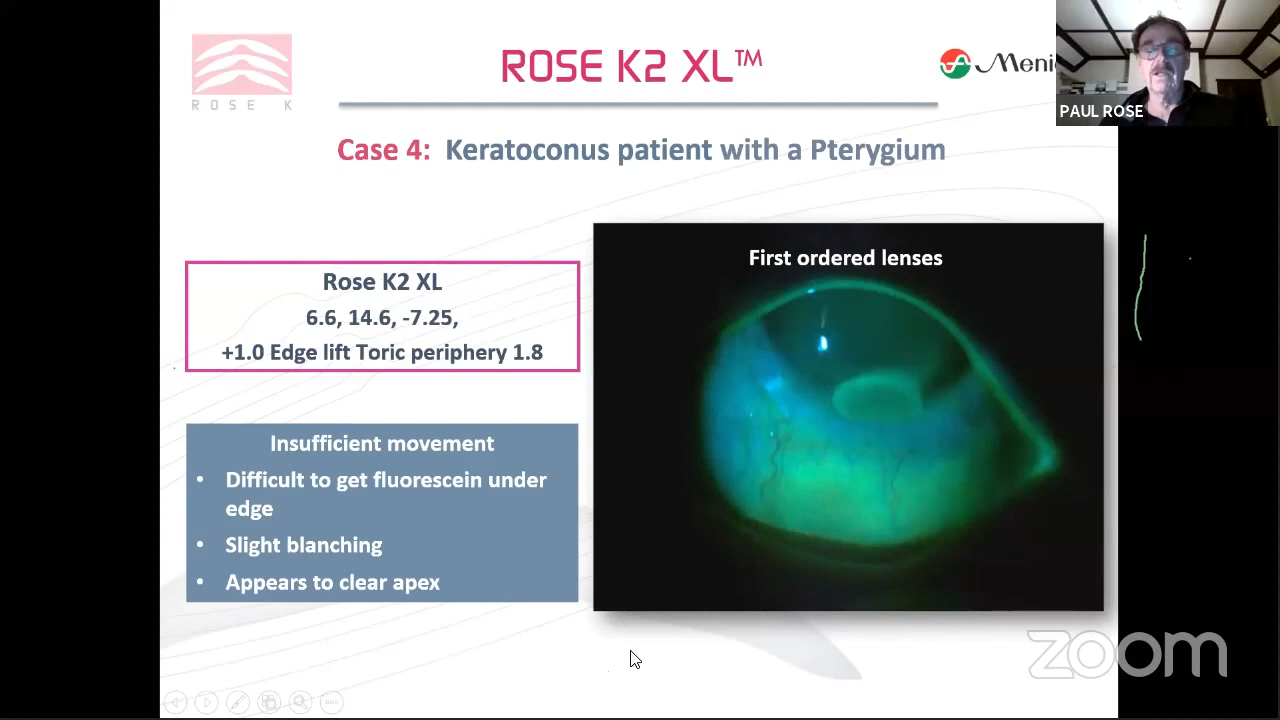 ROSE K2 XL™
Meni
ROSE K
PAUL ROSE
Case 4: Keratoconus patient with a Pterygium
First ordered lenses
Rose K2 XL
6.6, 14.6, -7.25,
+1.0 Edge lift Toric periphery 1.8
Insufficient movement
• Difficult to get fluorescein under
edge
• Slight blanching
• Appears to clear apex
zoom